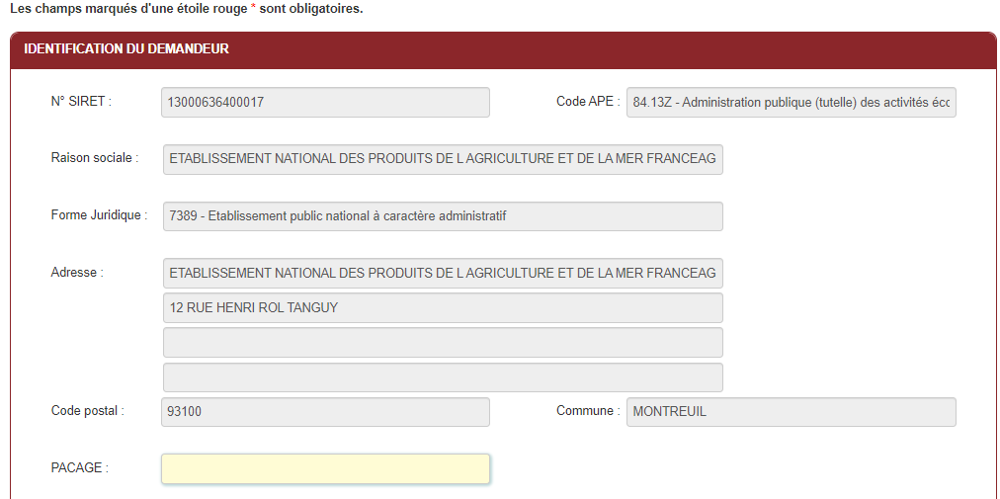 Les champs marqués d'une étoile rouge * sont obligatoires.
IDENTIFICATION DU DEMANDEUR
N° SIRET : 13000636400017 Code APE : 84.13Z - Administration publique (tutelle) des activités écc
Raison sociale : ETABLISSEMENT NATIONAL DES PRODUITS DE L AGRICULTURE ET DE LA MER FRANCEAG
Forme Juridique : 7389 - Etablissement public national à caractère administratif
Adresse : ETABLISSEMENT NATIONAL DES PRODUITS DE L AGRICULTURE ET DE LA MER FRANCEAG
12 RUE HENRI ROL TANGUY
Code postal : 93100 Commune : MONTREUIL
PACAGE :